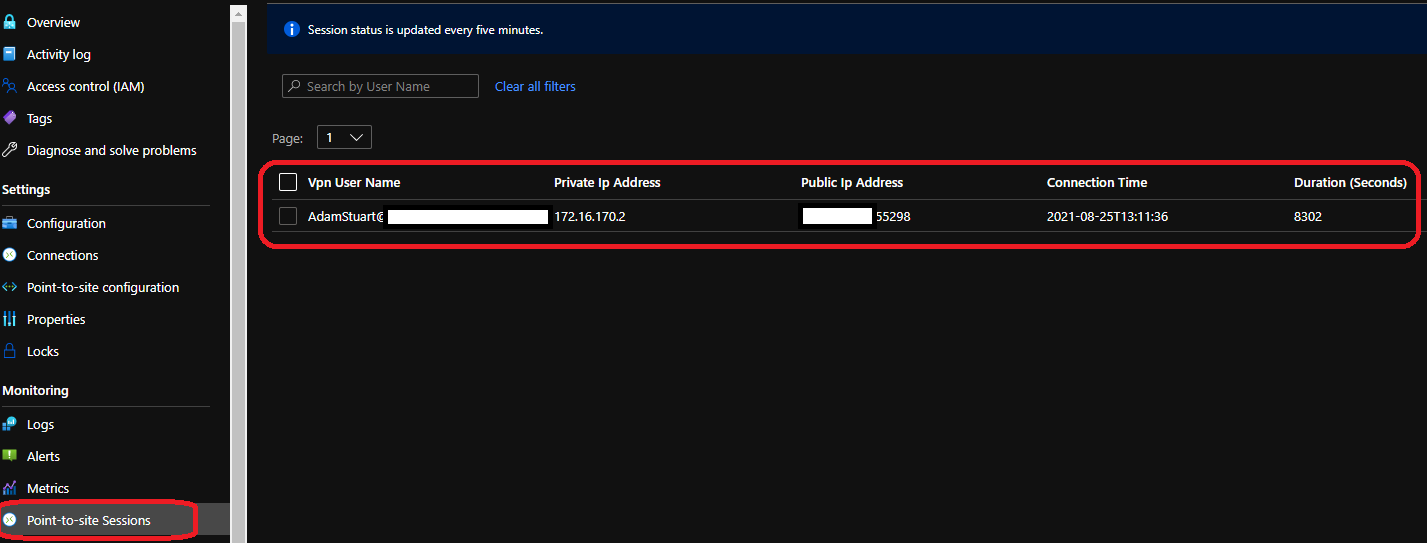 Overview
Activity log
Access control (IAM)
Tags
Diagnose and solve problems
Settings
Configuration
Connections
Point-to-site configuration
Properties
Locks
Monitoring
Logs
Alerts
Metrics
Point-to-site Sessions
Session status is updated every five minutes.
Search by User Name Clear all filters
Page: 1
Vpn User Name Private Ip Address Public Ip Address Connection Time Duration (Seconds)
AdamStuart@ 172.16.170.2 55298 2021-08-25T13:11:36 8302